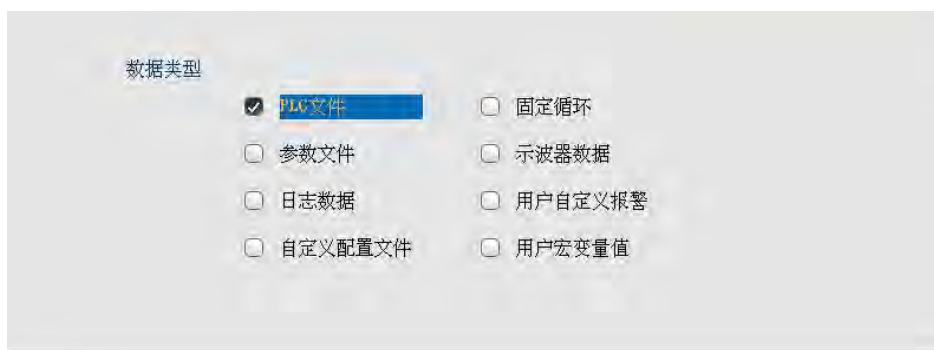 数据类型
PLC文件 固定循环
参数文件 示波器数据
日志数据 用户自定义报警
自定义配置文件 用户宏变量值